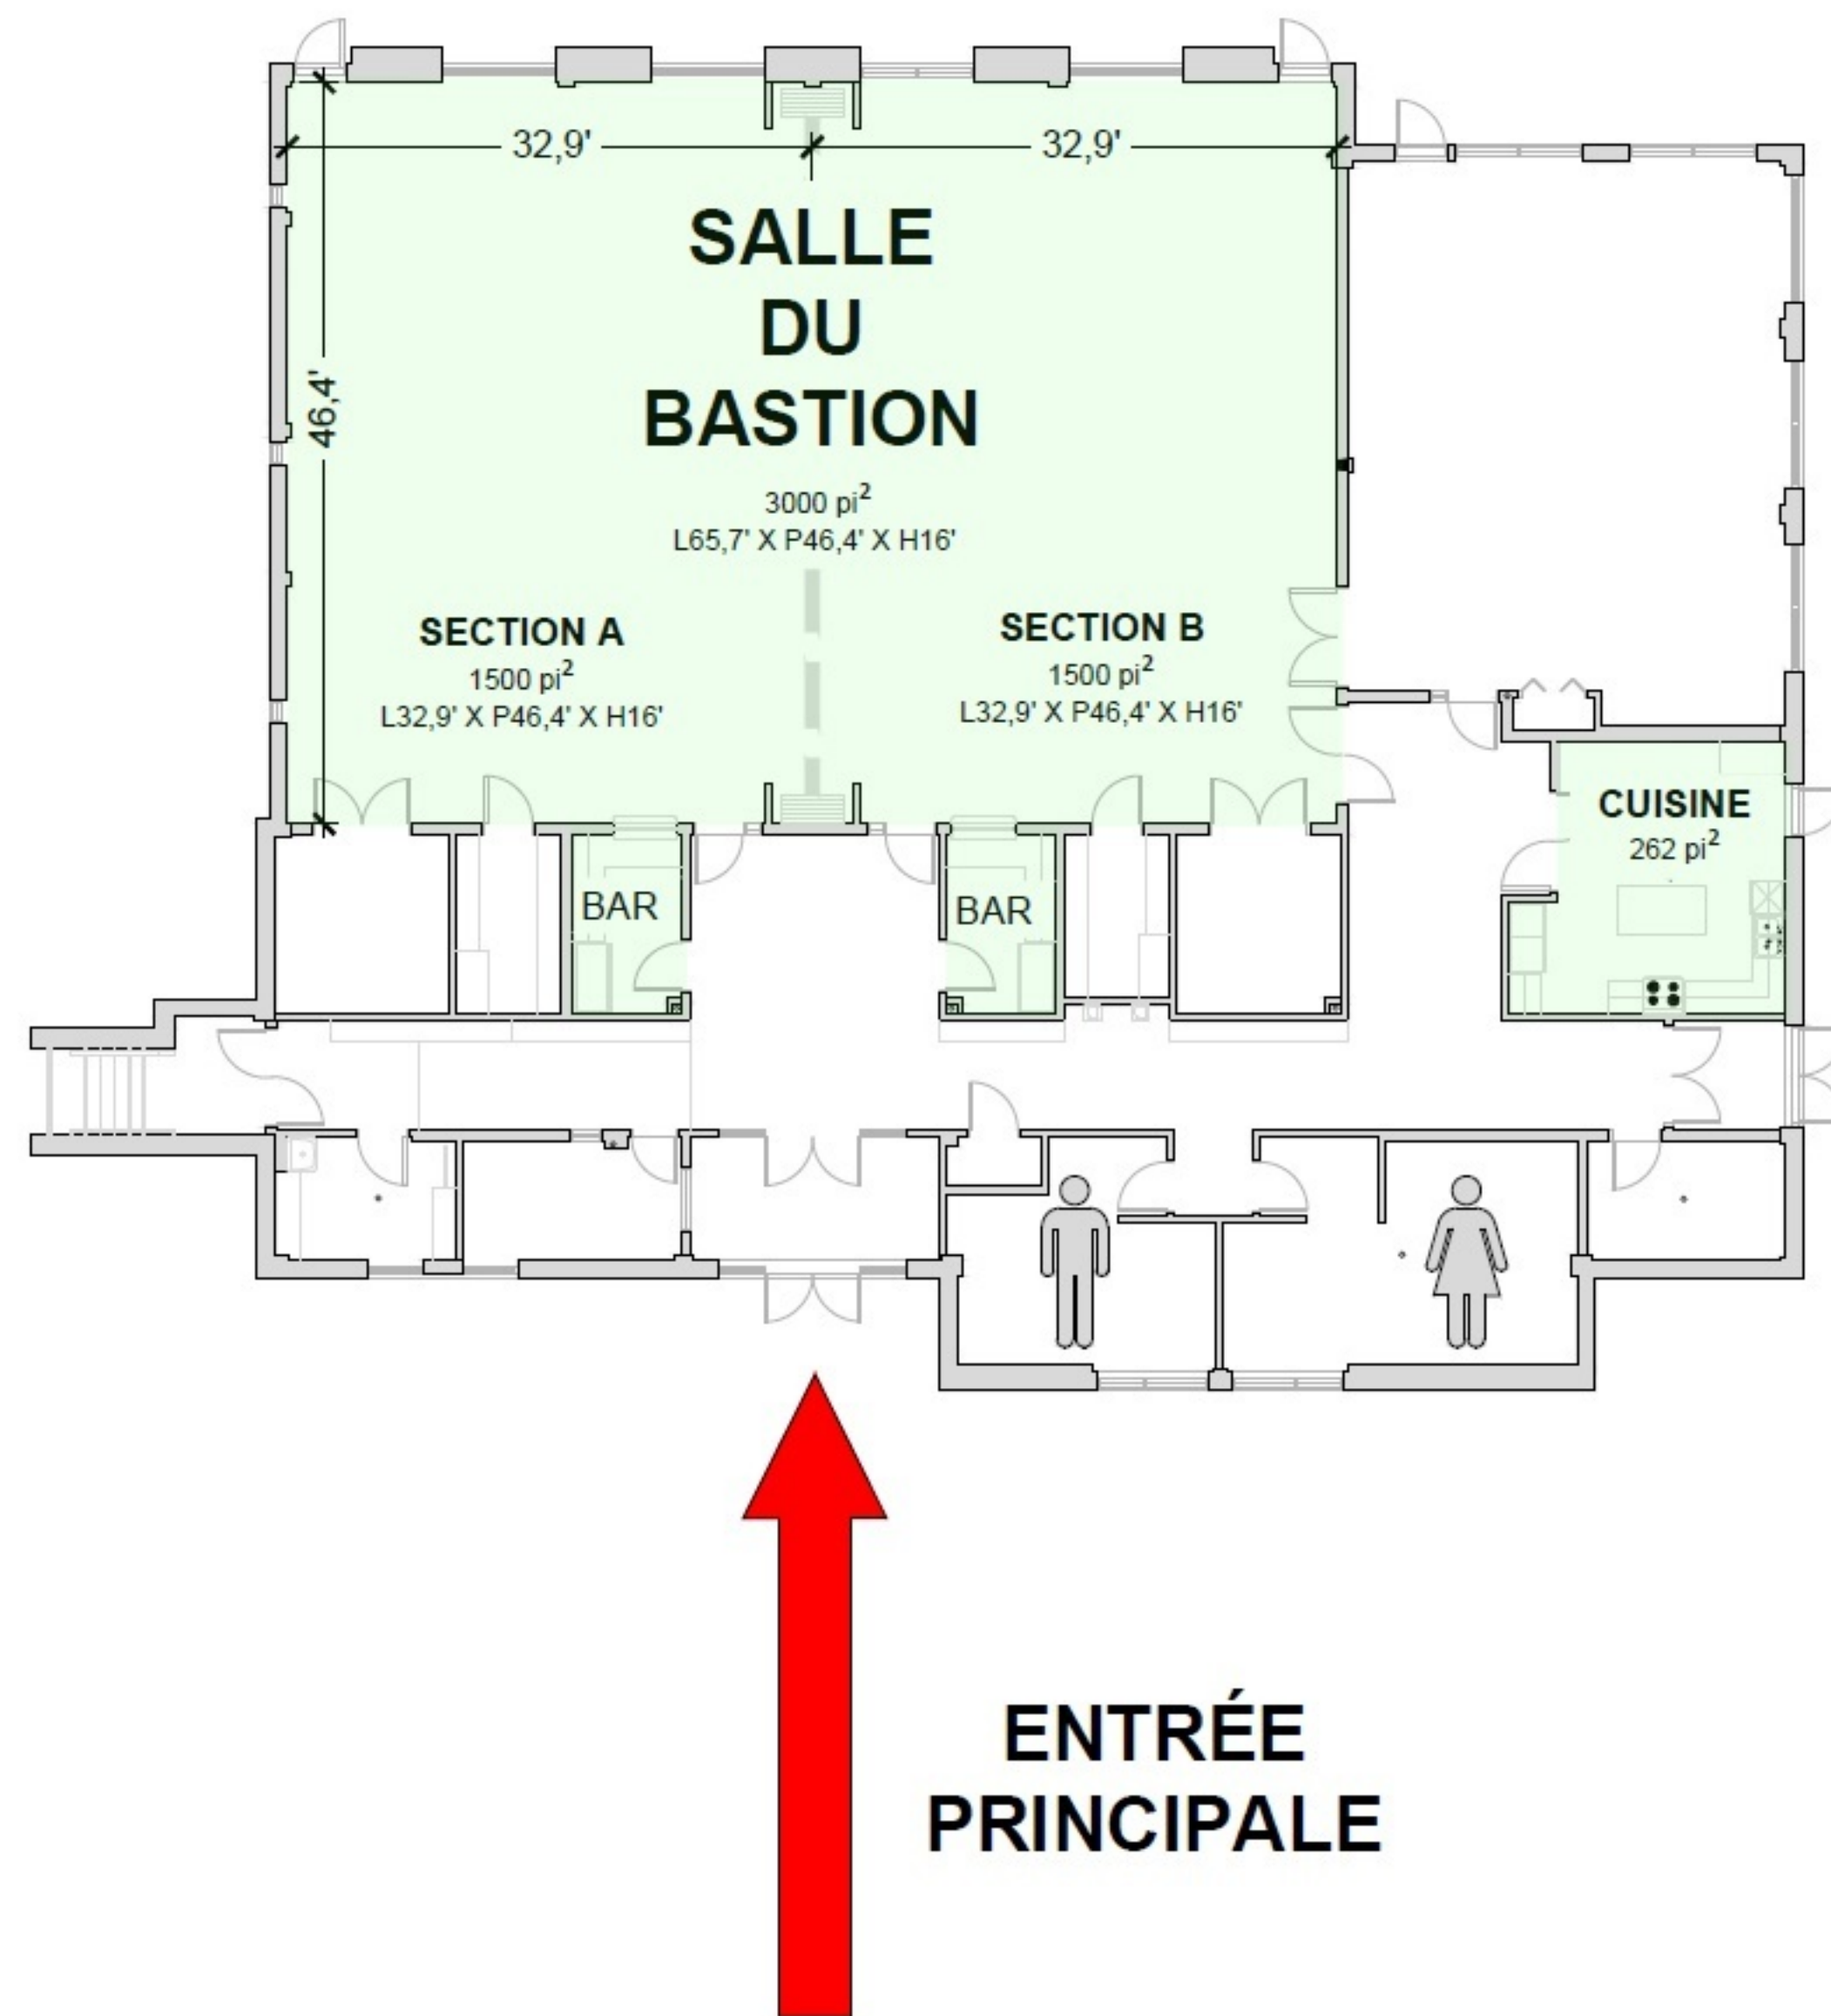 32,9'
32,9'
46,4'
SALLE
DU
BASTION
3000 pi²
L65,7' X P46,4' X H16'
SECTION A
1500 pi²
L32,9' X P46,4' X H16'
SECTION B
1500 pi²
L32,9' X P46,4' X H16'
CUISINE
262 pi²
BAR
BAR
ENTRÉE
PRINCIPALE